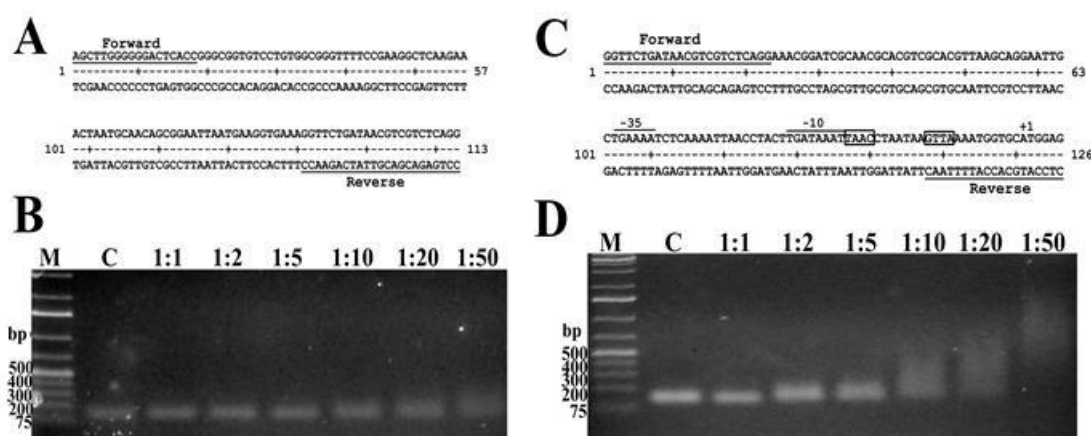 A
Forward
AGCTTGGGGGGACTCACCGGGCGGTGTCCTGTGGCGGGTTTTCCGAAGGCTCAAGAA
1 57
TCGAACCCCCCTGAGTGGCCCGCCACAGGACACCGCCCAAAAGGCTTCCGAGTTCTT
ACTAATGCAACAGCGGAATTAATGAAGGTGAAAGGTTCTGATAACGTCGTCTCAGG
101 113
TGATTACGTTGTCGCCTTAATTACTTCCACTTTCCAAGACTATTGCAGCAGAGTCC
Reverse
B
M C 1:1 1:2 1:5 1:10 1:20 1:50
bp
500
400
300
200
75
C
Forward
GGTTCTGATAACGTCGTCTCAGGAAACGGATCGCAACGCACGTCGCACGTTAAGCAGGAATTG
1 63
CCAAGACTATTGCAGCAGAGTCCTTTGCCTAGCGTTGCGTGCAGCGTGCAATTCGTCCTTAAC
-35 -10 +1
CTGAAAATCTCAAAATTAACCTACTTGATAAATTAACCTAATAAGTTAAAATGGTGCATGGAG
101 126
GACTTTTAGAGTTTTAATTGGATGAACTATTTAATTGGATTATTCAATTTTACCACGTACCTC
Reverse
D
M C 1:1 1:2 1:5 1:10 1:20 1:50
bp
500
400
300
200
75